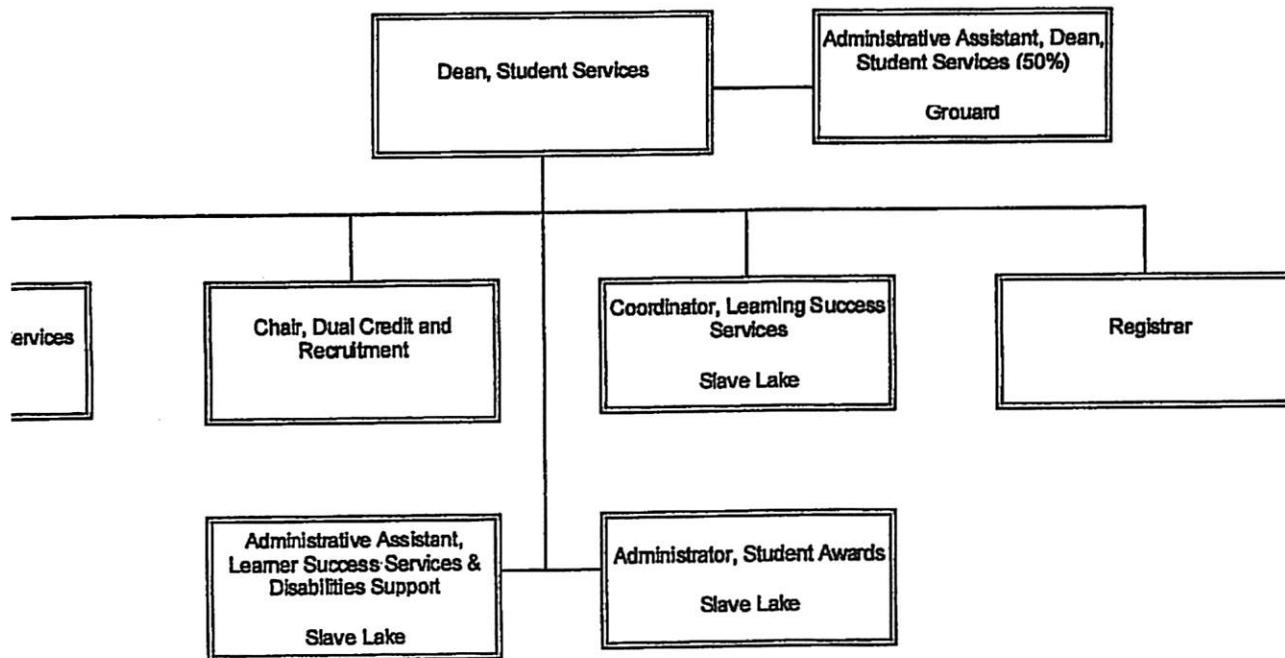 Dean, Student Services
Administrative Assistant, Dean,
Student Services (50%)
Grouard
ervices
Chair, Dual Credit and
Recruitment
Coordinator, Learning Success
Services
Slave Lake
Registrar
Administrative Assistant,
Learner Success Services &
Disabilities Support
Slave Lake
Administrator, Student Awards
Slave Lake